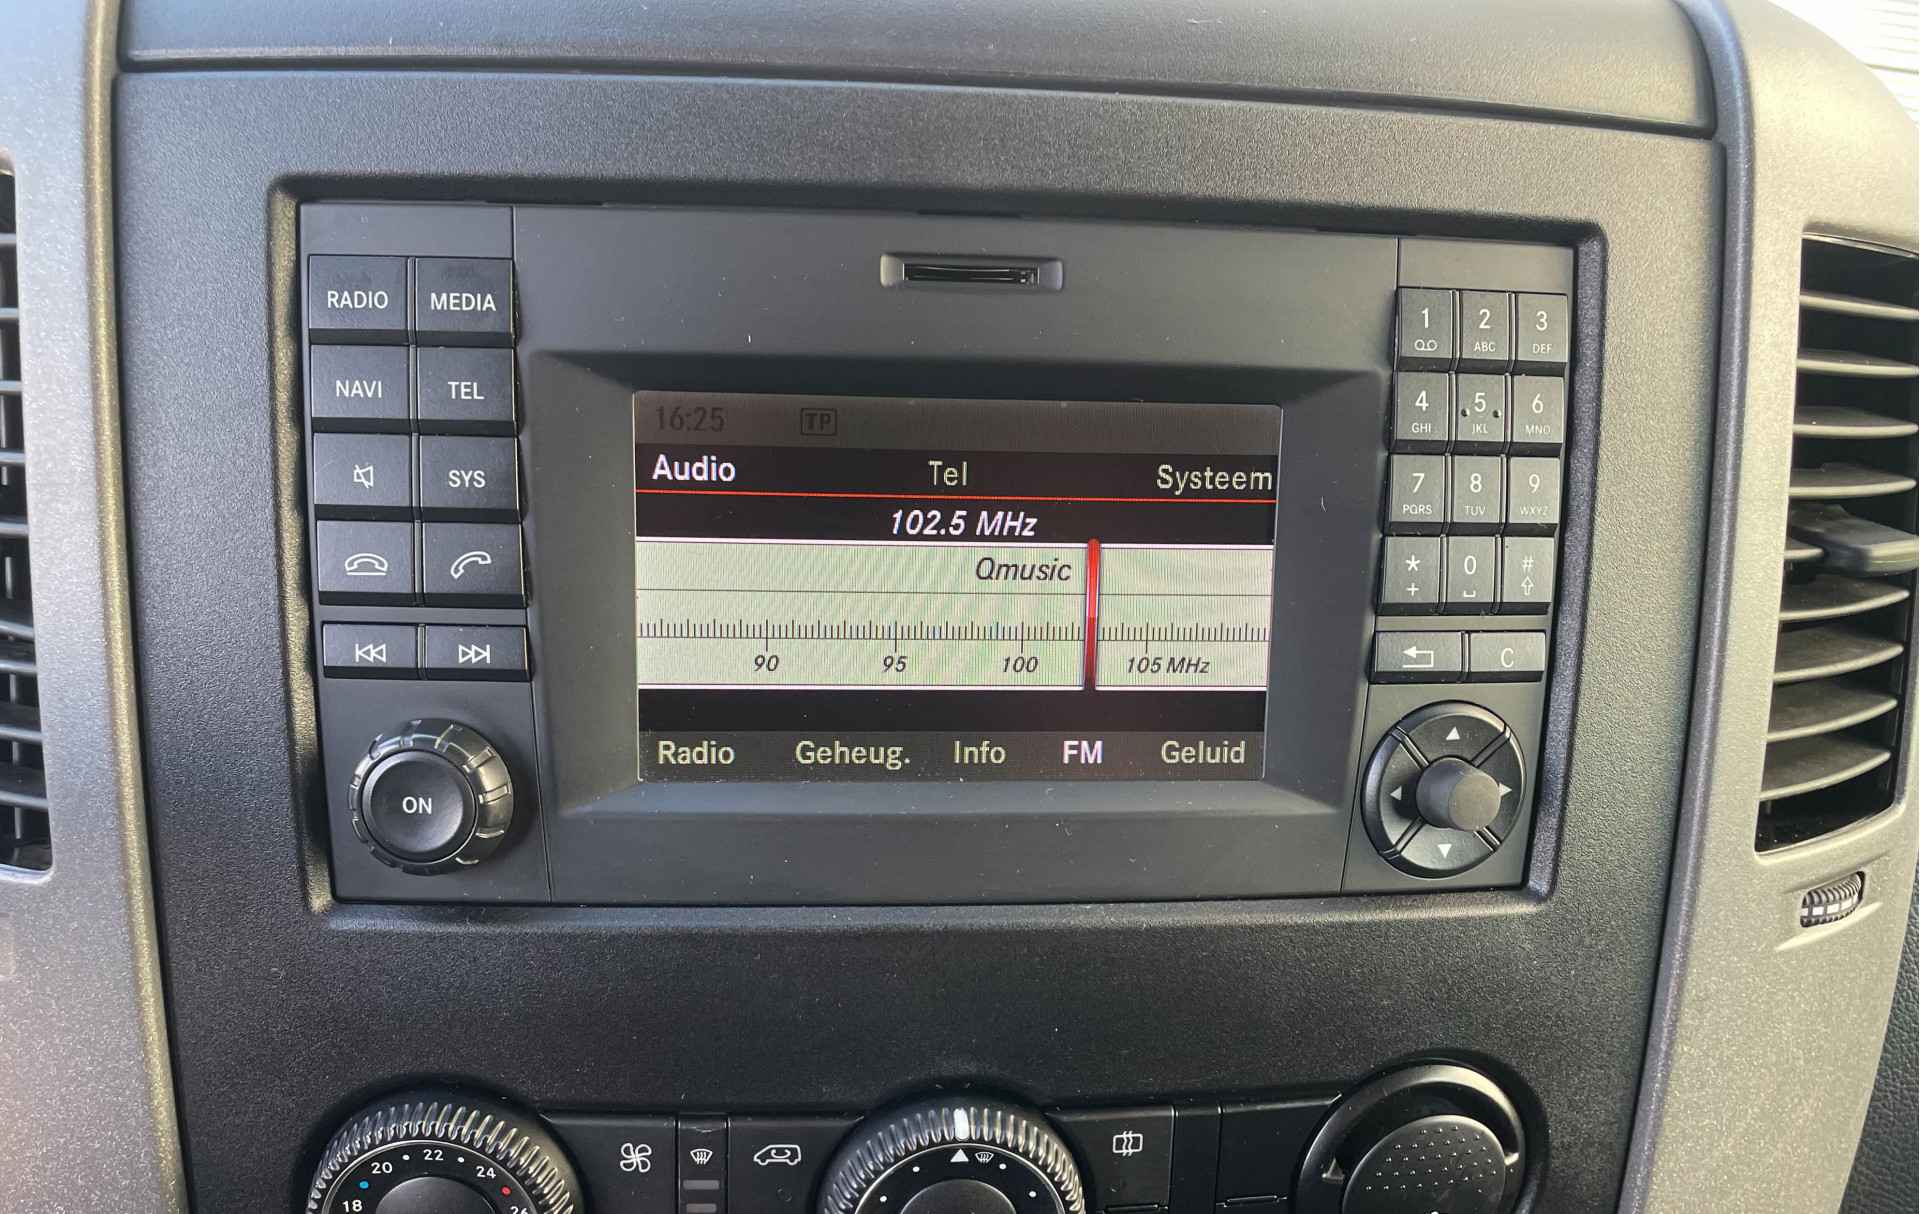 RADIO MEDIA
NAVI TEL
SYS
ON
16:25 TP
Audio Tel Systeem
102.5 MHz
Qmusic
90 95 100 105 MHz
Radio Geheug. Info FM Geluid
1 2 3
ABC DEF
4 5 6
GHI JKL MNO
7 8 9
PQRS TUV WXYZ
* 0 #
+
C
18 20 22 24 26